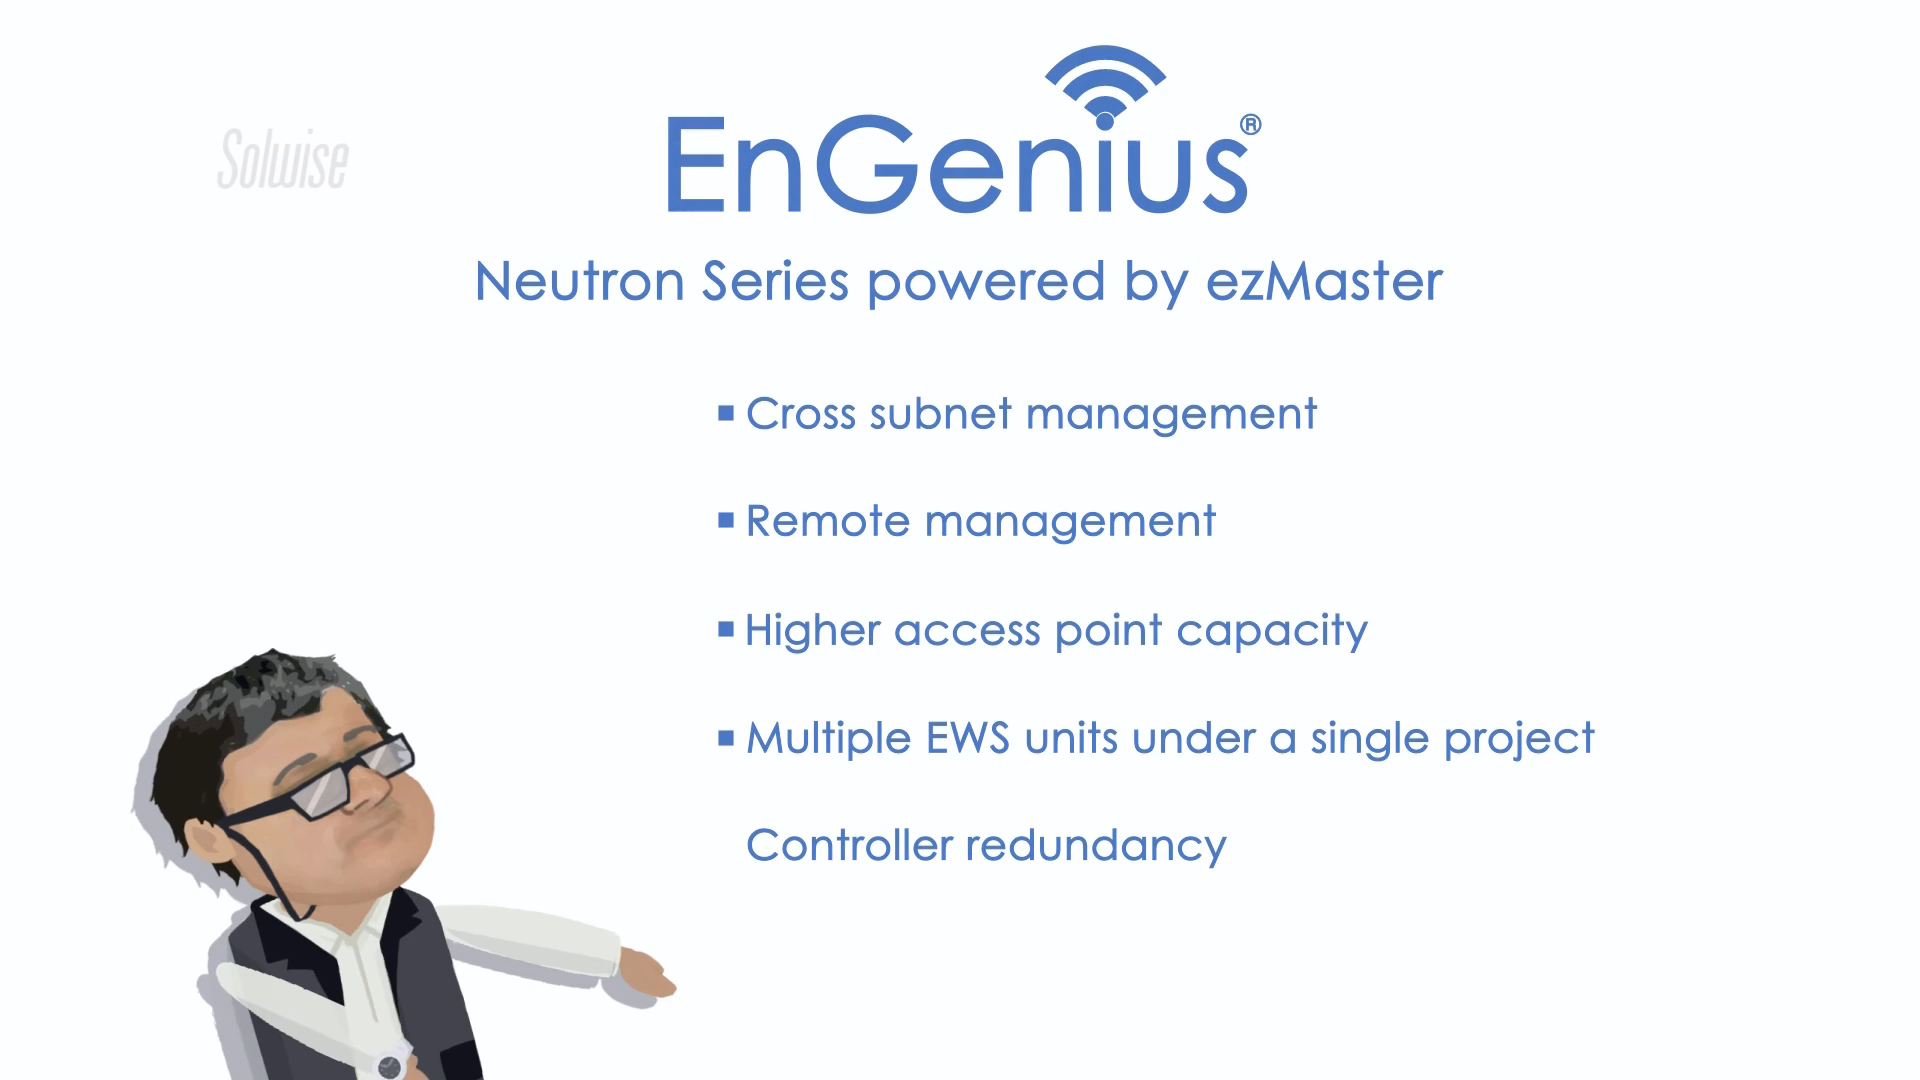 Solwise
EnGenius®
Neutron Series powered by ezMaster
▪ Cross subnet management
▪ Remote management
▪ Higher access point capacity
▪ Multiple EWS units under a single project
Controller redundancy